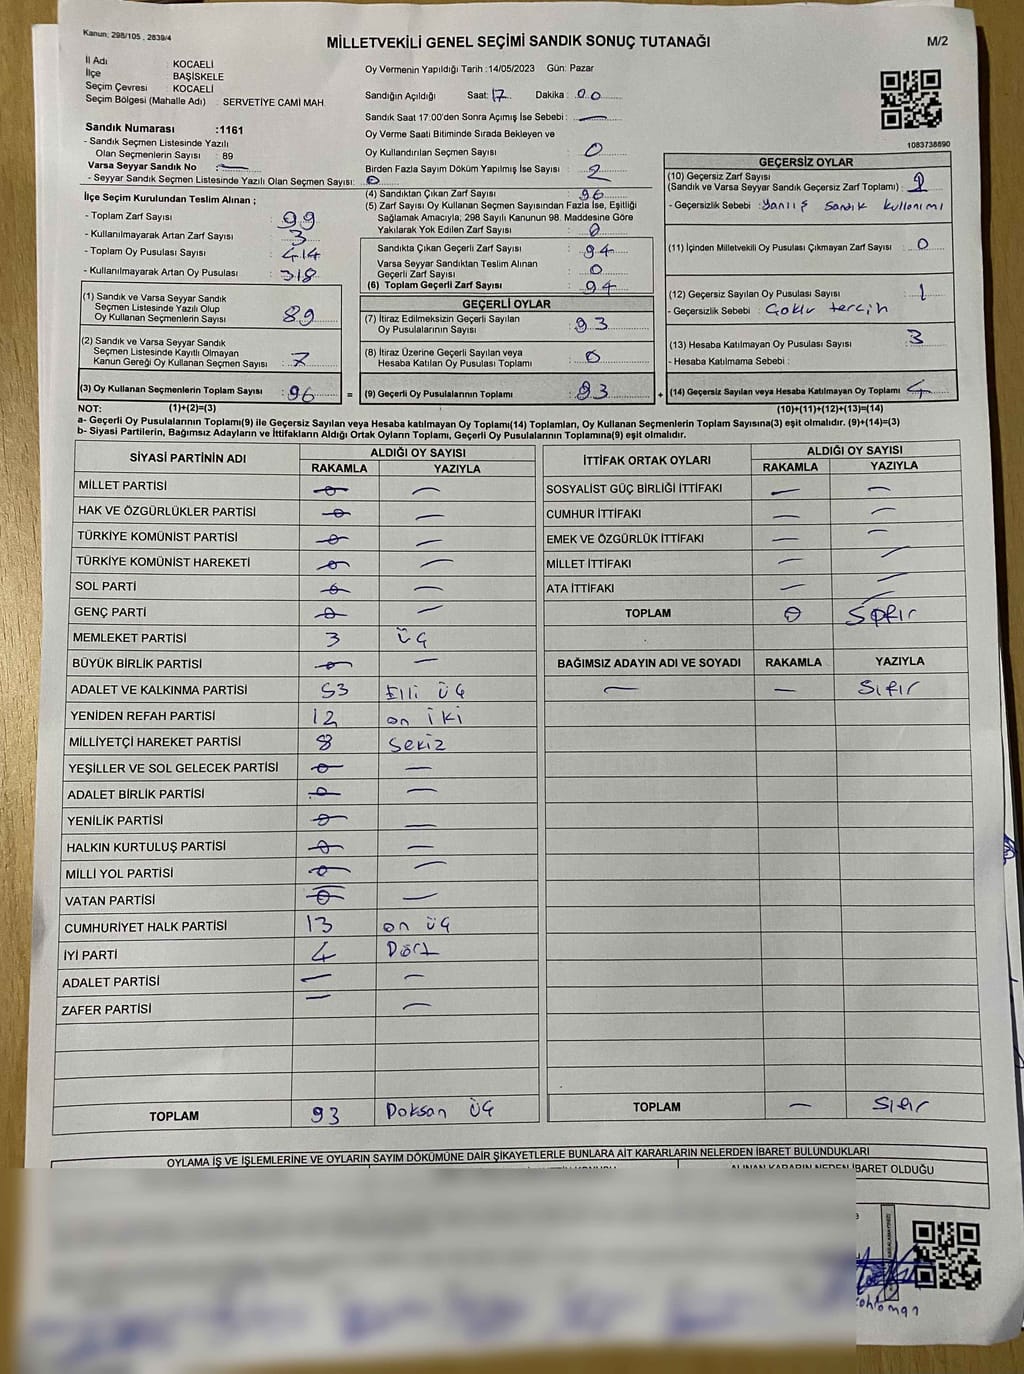 Kanun: 298/105 , 2839/4
MİLLETVEKİLİ GENEL SEÇİMİ SANDIK SONUÇ TUTANAĞI
M/2
İl Adı : KOCAELİ
İlçe BAŞİSKELE
Seçim Çevresi : KOCAELİ
Seçim Bölgesi (Mahalle Adı) : SERVETİYE CAMİ MAH.
Oy Vermenin Yapıldığı Tarih :14/05/2023 Gün: Pazar
Sandığın Açıldığı Saat: 17 Dakika : 00
Sandık Saat 17.00'den Sonra Açımış İse Sebebi : —
Oy Verme Saati Bitiminde Sırada Bekleyen ve
Oy Kullandırılan Seçmen Sayısı : 0
Birden Fazla Sayım Döküm Yapılmış İse Sayısı : 2
Sandık Numarası :1161
- Sandık Seçmen Listesinde Yazılı
Olan Seçmenlerin Sayısı : 89
Varsa Seyyar Sandık No : —
- Seyyar Sandık Seçmen Listesinde Yazılı Olan Seçmen Sayısı: 0
İlçe Seçim Kurulundan Teslim Alınan ;
- Toplam Zarf Sayısı : 99
- Kullanılmayarak Artan Zarf Sayısı : 3
- Toplam Oy Pusulası Sayısı : 414
- Kullanılmayarak Artan Oy Pusulası : 318
(1) Sandık ve Varsa Seyyar Sandık
Seçmen Listesinde Yazılı Olup
Oy Kullanan Seçmenlerin Sayısı : 89
(2) Sandık ve Varsa Seyyar Sandık
Seçmen Listesinde Kayıtlı Olmayan
Kanun Gereği Oy Kullanan Seçmen Sayısı : 7
(3) Oy Kullanan Seçmenlerin Toplam Sayısı : 96
(4) Sandıktan Çıkan Zarf Sayısı : 96
(5) Zarf Sayısı Oy Kullanan Seçmen Sayısından Fazla İse, Eşitliği
Sağlamak Amacıyla; 298 Sayılı Kanunun 98. Maddesine Göre
Yakılarak Yok Edilen Zarf Sayısı : 0
Sandıkta Çıkan Geçerli Zarf Sayısı : 94
Varsa Seyyar Sandıktan Teslim Alınan
Geçerli Zarf Sayısı : 0
(6) Toplam Geçerli Zarf Sayısı : 94
GEÇERLİ OYLAR
(7) İtiraz Edilmeksizin Geçerli Sayılan
Oy Pusulalarının Sayısı : 93
(8) İtiraz Üzerine Geçerli Sayılan veya
Hesaba Katılan Oy Pusulası Toplamı : 0
= (9) Geçerli Oy Pusulalarının Toplamı : 93
1083738890
GEÇERSİZ OYLAR
(10) Geçersiz Zarf Sayısı
(Sandık ve Varsa Seyyar Sandık Geçersiz Zarf Toplamı) :
- Geçersizlik Sebebi : Yanlış sandık kullonımı
(11) İçinden Milletvekili Oy Pusulası Çıkmayan Zarf Sayısı : 0
(12) Geçersiz Sayılan Oy Pusulası Sayısı : 1
- Geçersizlik Sebebi : Çoklu tercih
(13) Hesaba Katılmayan Oy Pusulası Sayısı : 3
- Hesaba Katılmama Sebebi :
+ (14) Geçersiz Sayılan veya Hesaba Katılmayan Oy Toplamı : 4
NOT: (1)+(2)=(3) (10)+(11)+(12)+(13)=(14)
a- Geçerli Oy Pusulalarının Toplamı(9) ile Geçersiz Sayılan veya Hesaba katılmayan Oy Toplamı(14) Toplamları, Oy Kullanan Seçmenlerin Toplam Sayısına(3) eşit olmalıdır. (9)+(14)=(3)
b- Siyasi Partilerin, Bağımsız Adayların ve İttifakların Aldığı Ortak Oyların Toplamı, Geçerli Oy Pusulalarının Toplamına(9) eşit olmalıdır.
SİYASİ PARTİNİN ADI ALDIĞI OY SAYISI
RAKAMLA YAZIYLA
MİLLET PARTİSİ 0 —
HAK VE ÖZGÜRLÜKLER PARTİSİ 0 —
TÜRKİYE KOMÜNİST PARTİSİ 0 —
TÜRKİYE KOMÜNİST HAREKETİ 0 —
SOL PARTİ 0 —
GENÇ PARTİ 0 —
MEMLEKET PARTİSİ 3 üç
BÜYÜK BİRLİK PARTİSİ 0 —
ADALET VE KALKINMA PARTİSİ 53 Elli üç
YENİDEN REFAH PARTİSİ 12 on iki
MİLLİYETÇİ HAREKET PARTİSİ 8 sekiz
YEŞİLLER VE SOL GELECEK PARTİSİ 0 —
ADALET BİRLİK PARTİSİ 0 —
YENİLİK PARTİSİ 0 —
HALKIN KURTULUŞ PARTİSİ 0 —
MİLLİ YOL PARTİSİ 0 —
VATAN PARTİSİ 0 —
CUMHURİYET HALK PARTİSİ 13 on üç
İYİ PARTİ 4 Dört
ADALET PARTİSİ — —
ZAFER PARTİSİ — —
TOPLAM 93 Doksan üç
İTTİFAK ORTAK OYLARI ALDIĞI OY SAYISI
RAKAMLA YAZIYLA
SOSYALİST GÜÇ BİRLİĞİ İTTİFAKI — —
CUMHUR İTTİFAKI — —
EMEK VE ÖZGÜRLÜK İTTİFAKI — —
MİLLET İTTİFAKI — —
ATA İTTİFAKI — —
TOPLAM 0 Sıfır
BAĞIMSIZ ADAYIN ADI VE SOYADI RAKAMLA YAZIYLA
— — Sıfır
TOPLAM — Sıfır
OYLAMA İŞ VE İŞLEMLERİNE VE OYLARIN SAYIM DÖKÜMÜNE DAİR ŞİKAYETLERLE BUNLARA AİT KARARLARIN NELERDEN İBARET BULUNDUKLARI
ALINAN KARARIN NEDEN İBARET OLDUĞU